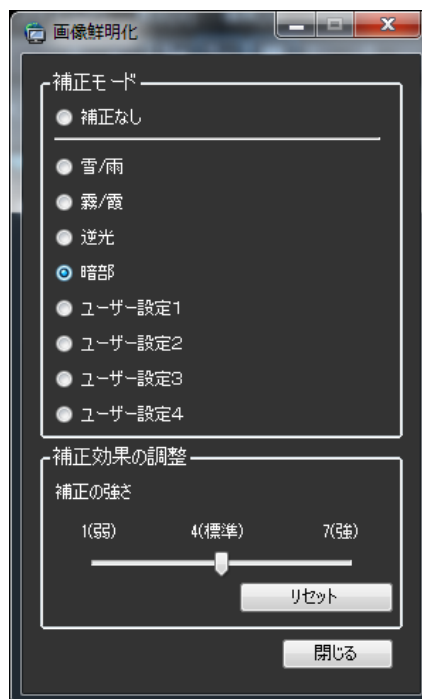 画像鮮明化
補正モード
補正なし
雪/雨
霧/霞
逆光
暗部
ユーザー設定1
ユーザー設定2
ユーザー設定3
ユーザー設定4
補正効果の調整
補正の強さ
1(弱) 4(標準) 7(強)
リセット
閉じる